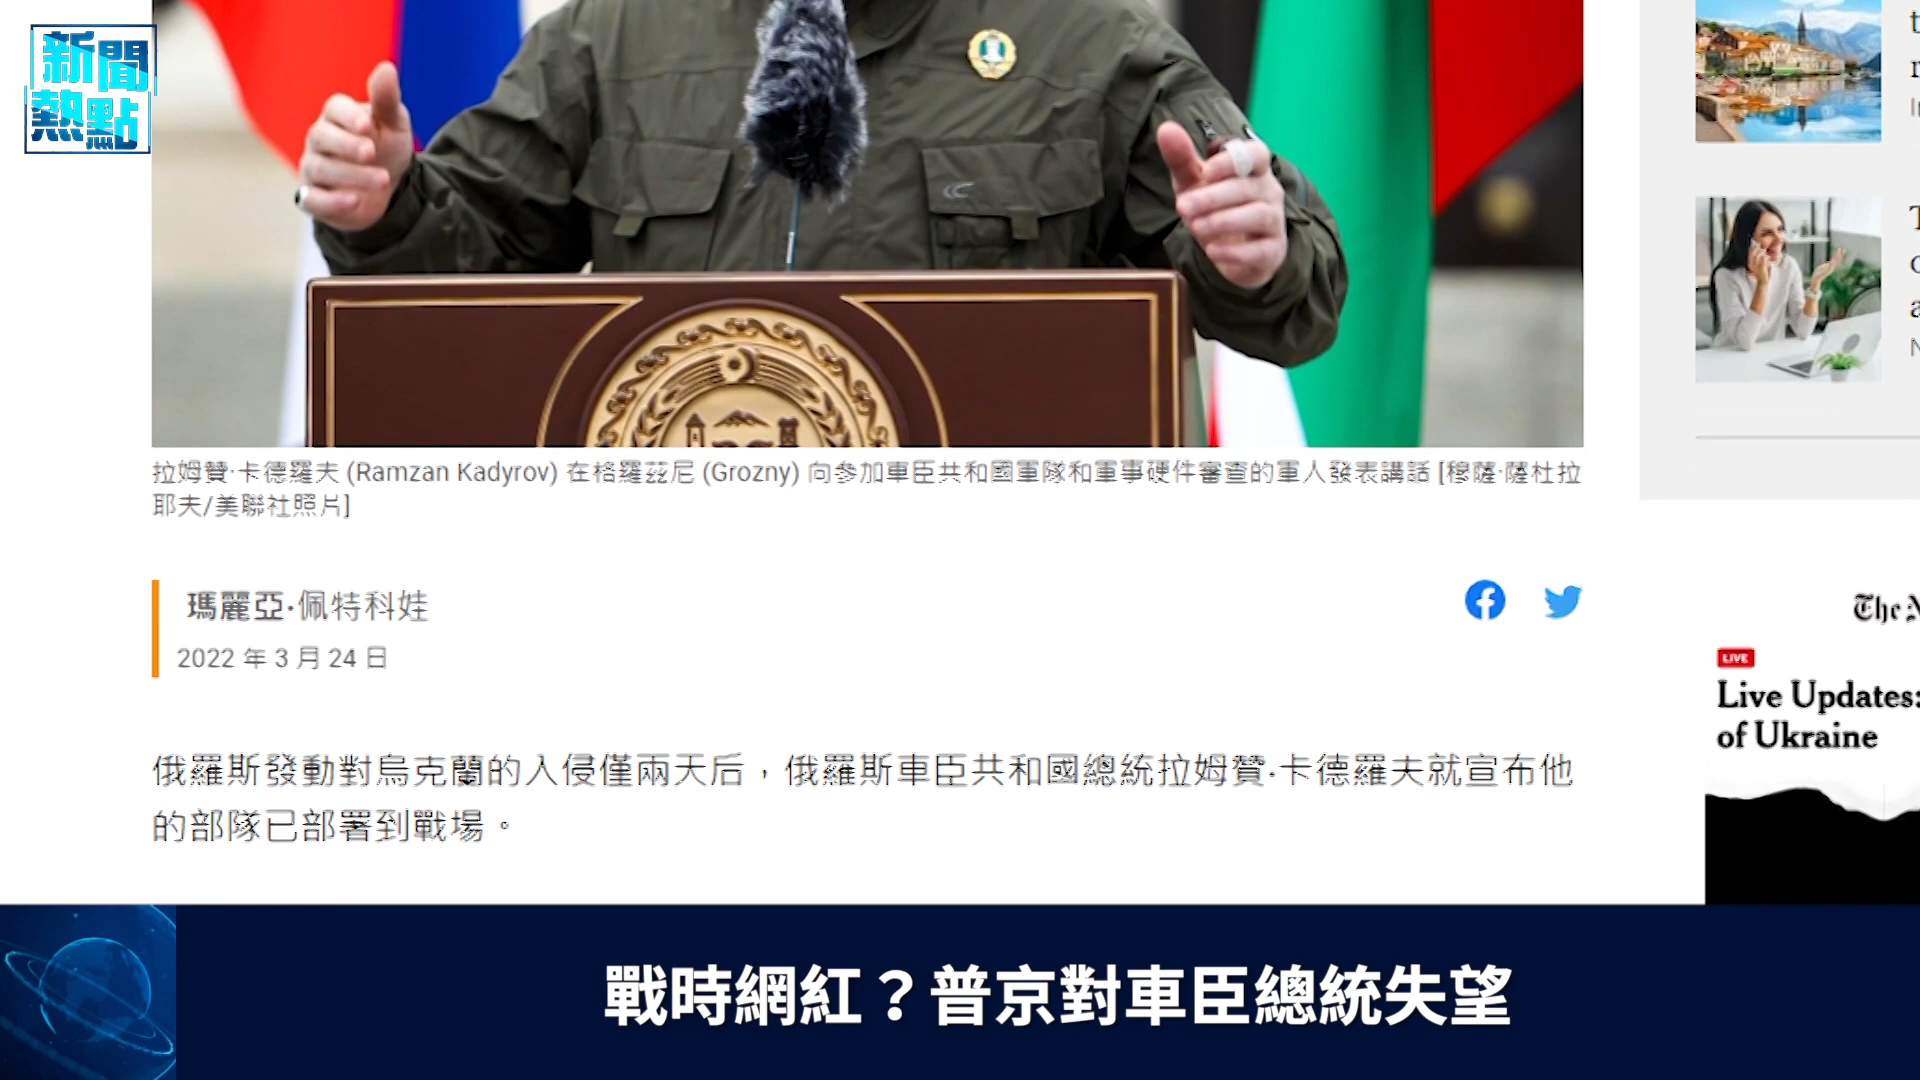 新聞
熱點
拉姆贊·卡德羅夫 (Ramzan Kadyrov) 在格羅茲尼 (Grozny) 向參加車臣共和國軍隊和軍事硬件審查的軍人發表講話 [穆薩·薩杜拉
耶夫/美聯社照片]
瑪麗亞·佩特科娃
2022 年 3 月 24 日
俄羅斯發動對烏克蘭的入侵僅兩天后，俄羅斯車臣共和國總統拉姆贊·卡德羅夫就宣布他
的部隊已部署到戰場。
The N
LIVE
Live Updates:
of Ukraine
戰時網紅？普京對車臣總統失望